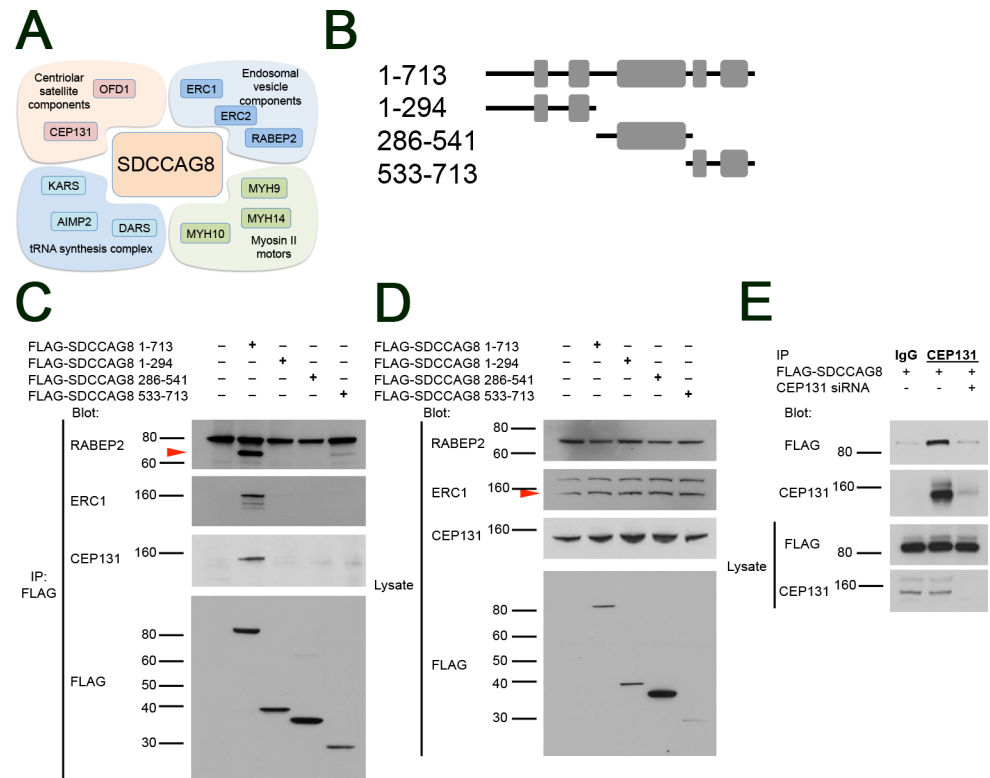 A
Centriolar
satellite
components
OFD1
CEP131
ERC1
Endosomal
vesicle
components
ERC2
RABEP2
SDCCAG8
KARS
AIMP2
DARS
tRNA synthesis complex
MYH9
MYH14
MYH10
Myosin II
motors
B
1-713
1-294
286-541
533-713
C
FLAG-SDCCAG8 1-713 – + – – –
FLAG-SDCCAG8 1-294 – – + – –
FLAG-SDCCAG8 286-541 – – – + –
FLAG-SDCCAG8 533-713 – – – – +
Blot:
RABEP2
80
60
ERC1
160
CEP131
160
IP:
FLAG
FLAG
80
60
50
40
30
D
FLAG-SDCCAG8 1-713 – + – – –
FLAG-SDCCAG8 1-294 – – + – –
FLAG-SDCCAG8 286-541 – – – + –
FLAG-SDCCAG8 533-713 – – – – +
Blot:
RABEP2
80
60
ERC1
160
CEP131
160
Lysate
FLAG
80
60
50
40
30
E
IP IgG CEP131
FLAG-SDCCAG8 + + +
CEP131 siRNA - - +
Blot:
FLAG
80
CEP131
160
Lysate
FLAG
80
CEP131
160